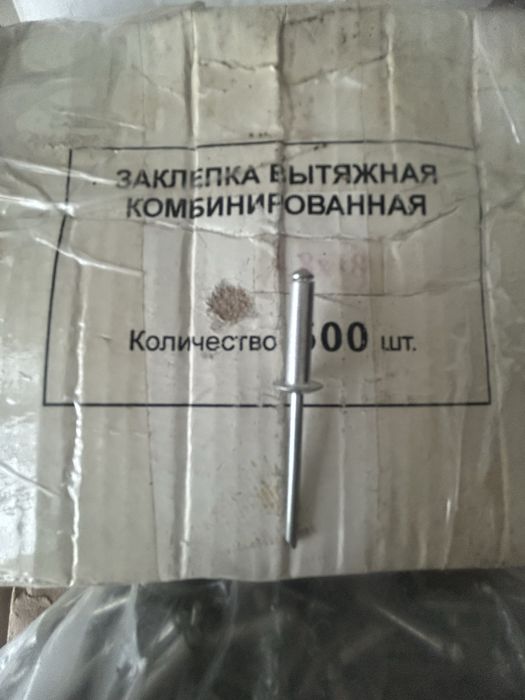 ЗАКЛЕПКА ВЫТЯЖНАЯ
КОМБИНИРОВАННАЯ
Количество шт.